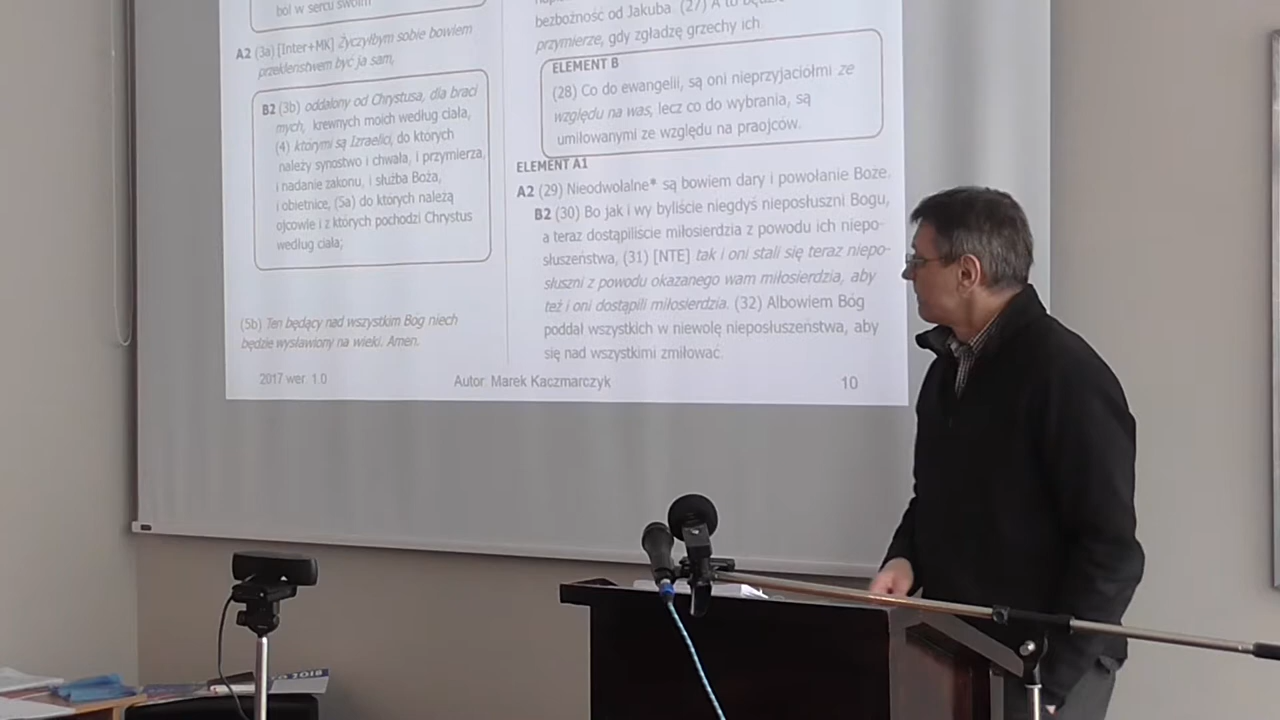 ból w sercu swoim
A2 (3a) [Inter+MK] Życzyłbym sobie bowiem
przekleństwem być ja sam,
B2 (3b) oddalony od Chrystusa, dla braci
mych, krewnych moich według ciała,
(4) którymi są Izraelici, do których
należy synostwo i chwała, i przymierza,
i nadanie zakonu, i służba Boża,
i obietnice, (5a) do których należą
ojcowie i z których pochodzi Chrystus
według ciała;
(5b) Ten będący nad wszystkim Bóg niech
będzie wysławiony na wieki. Amen.
bezbożność od Jakuba (27) A to będzie
przymierze, gdy zgładzę grzechy ich.
ELEMENT B
(28) Co do ewangelii, są oni nieprzyjaciółmi ze
względu na was, lecz co do wybrania, są
umiłowanymi ze względu na praojców.
ELEMENT A1
A2 (29) Nieodwołalne* są bowiem dary i powołanie Boże.
B2 (30) Bo jak i wy byliście niegdyś nieposłuszni Bogu,
a teraz dostąpiliście miłosierdzia z powodu ich niepo-
słuszeństwa, (31) [NTE] tak i oni stali się teraz niepo-
słuszni z powodu okazanego wam miłosierdzia, aby
też i oni dostąpili miłosierdzia. (32) Albowiem Bóg
poddał wszystkich w niewolę nieposłuszeństwa, aby
się nad wszystkimi zmiłować.
2017 wer. 1.0
Autor: Marek Kaczmarczyk
10
2018